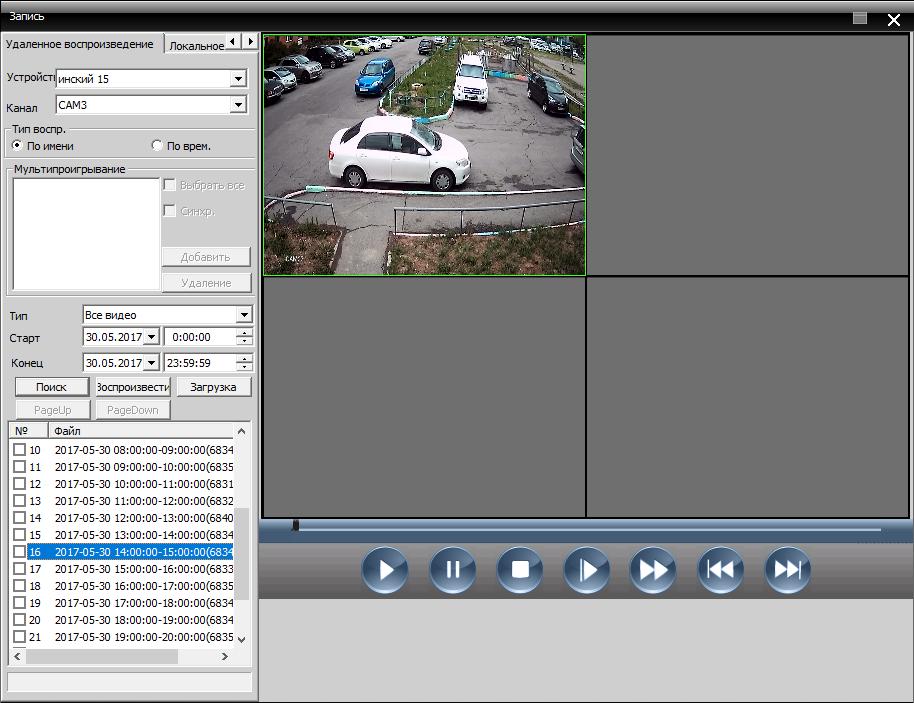 Запись
Удаленное воспроизведение Локальное
Устройст инский 15
Канал CAM3
Тип воспр.
По имени По врем.
Мультипроигрывание
Выбрать все
Синхр.
Добавить
Удаление
Тип Все видео
Старт 30.05.2017 0:00:00
Конец 30.05.2017 23:59:59
Поиск Воспроизвести Загрузка
PageUp PageDown
№ Файл
10 2017-05-30 08:00:00-09:00:00(6834
11 2017-05-30 09:00:00-10:00:00(6835
12 2017-05-30 10:00:00-11:00:00(6831
13 2017-05-30 11:00:00-12:00:00(6832
14 2017-05-30 12:00:00-13:00:00(6840
15 2017-05-30 13:00:00-14:00:00(6834
16 2017-05-30 14:00:00-15:00:00(6834
17 2017-05-30 15:00:00-16:00:00(6833
18 2017-05-30 16:00:00-17:00:00(6835
19 2017-05-30 17:00:00-18:00:00(6834
20 2017-05-30 18:00:00-19:00:00(6834
21 2017-05-30 19:00:00-20:00:00(6835
CAM3